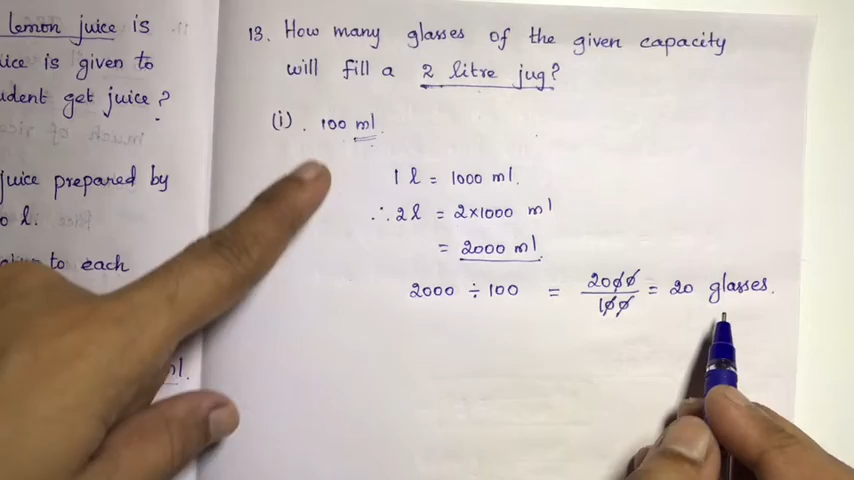 lemon juice is
uice is given to
udent get juice?
juice prepared by
o l.
given to each
ml.
13. How many glasses of the given capacity
will fill a 2 litre jug?
(i). 100 ml.
1 l = 1000 ml.
∴ 2 l = 2×1000 ml
= 2000 ml.
2000 ÷ 100 = 2000/100 = 20 glasses.